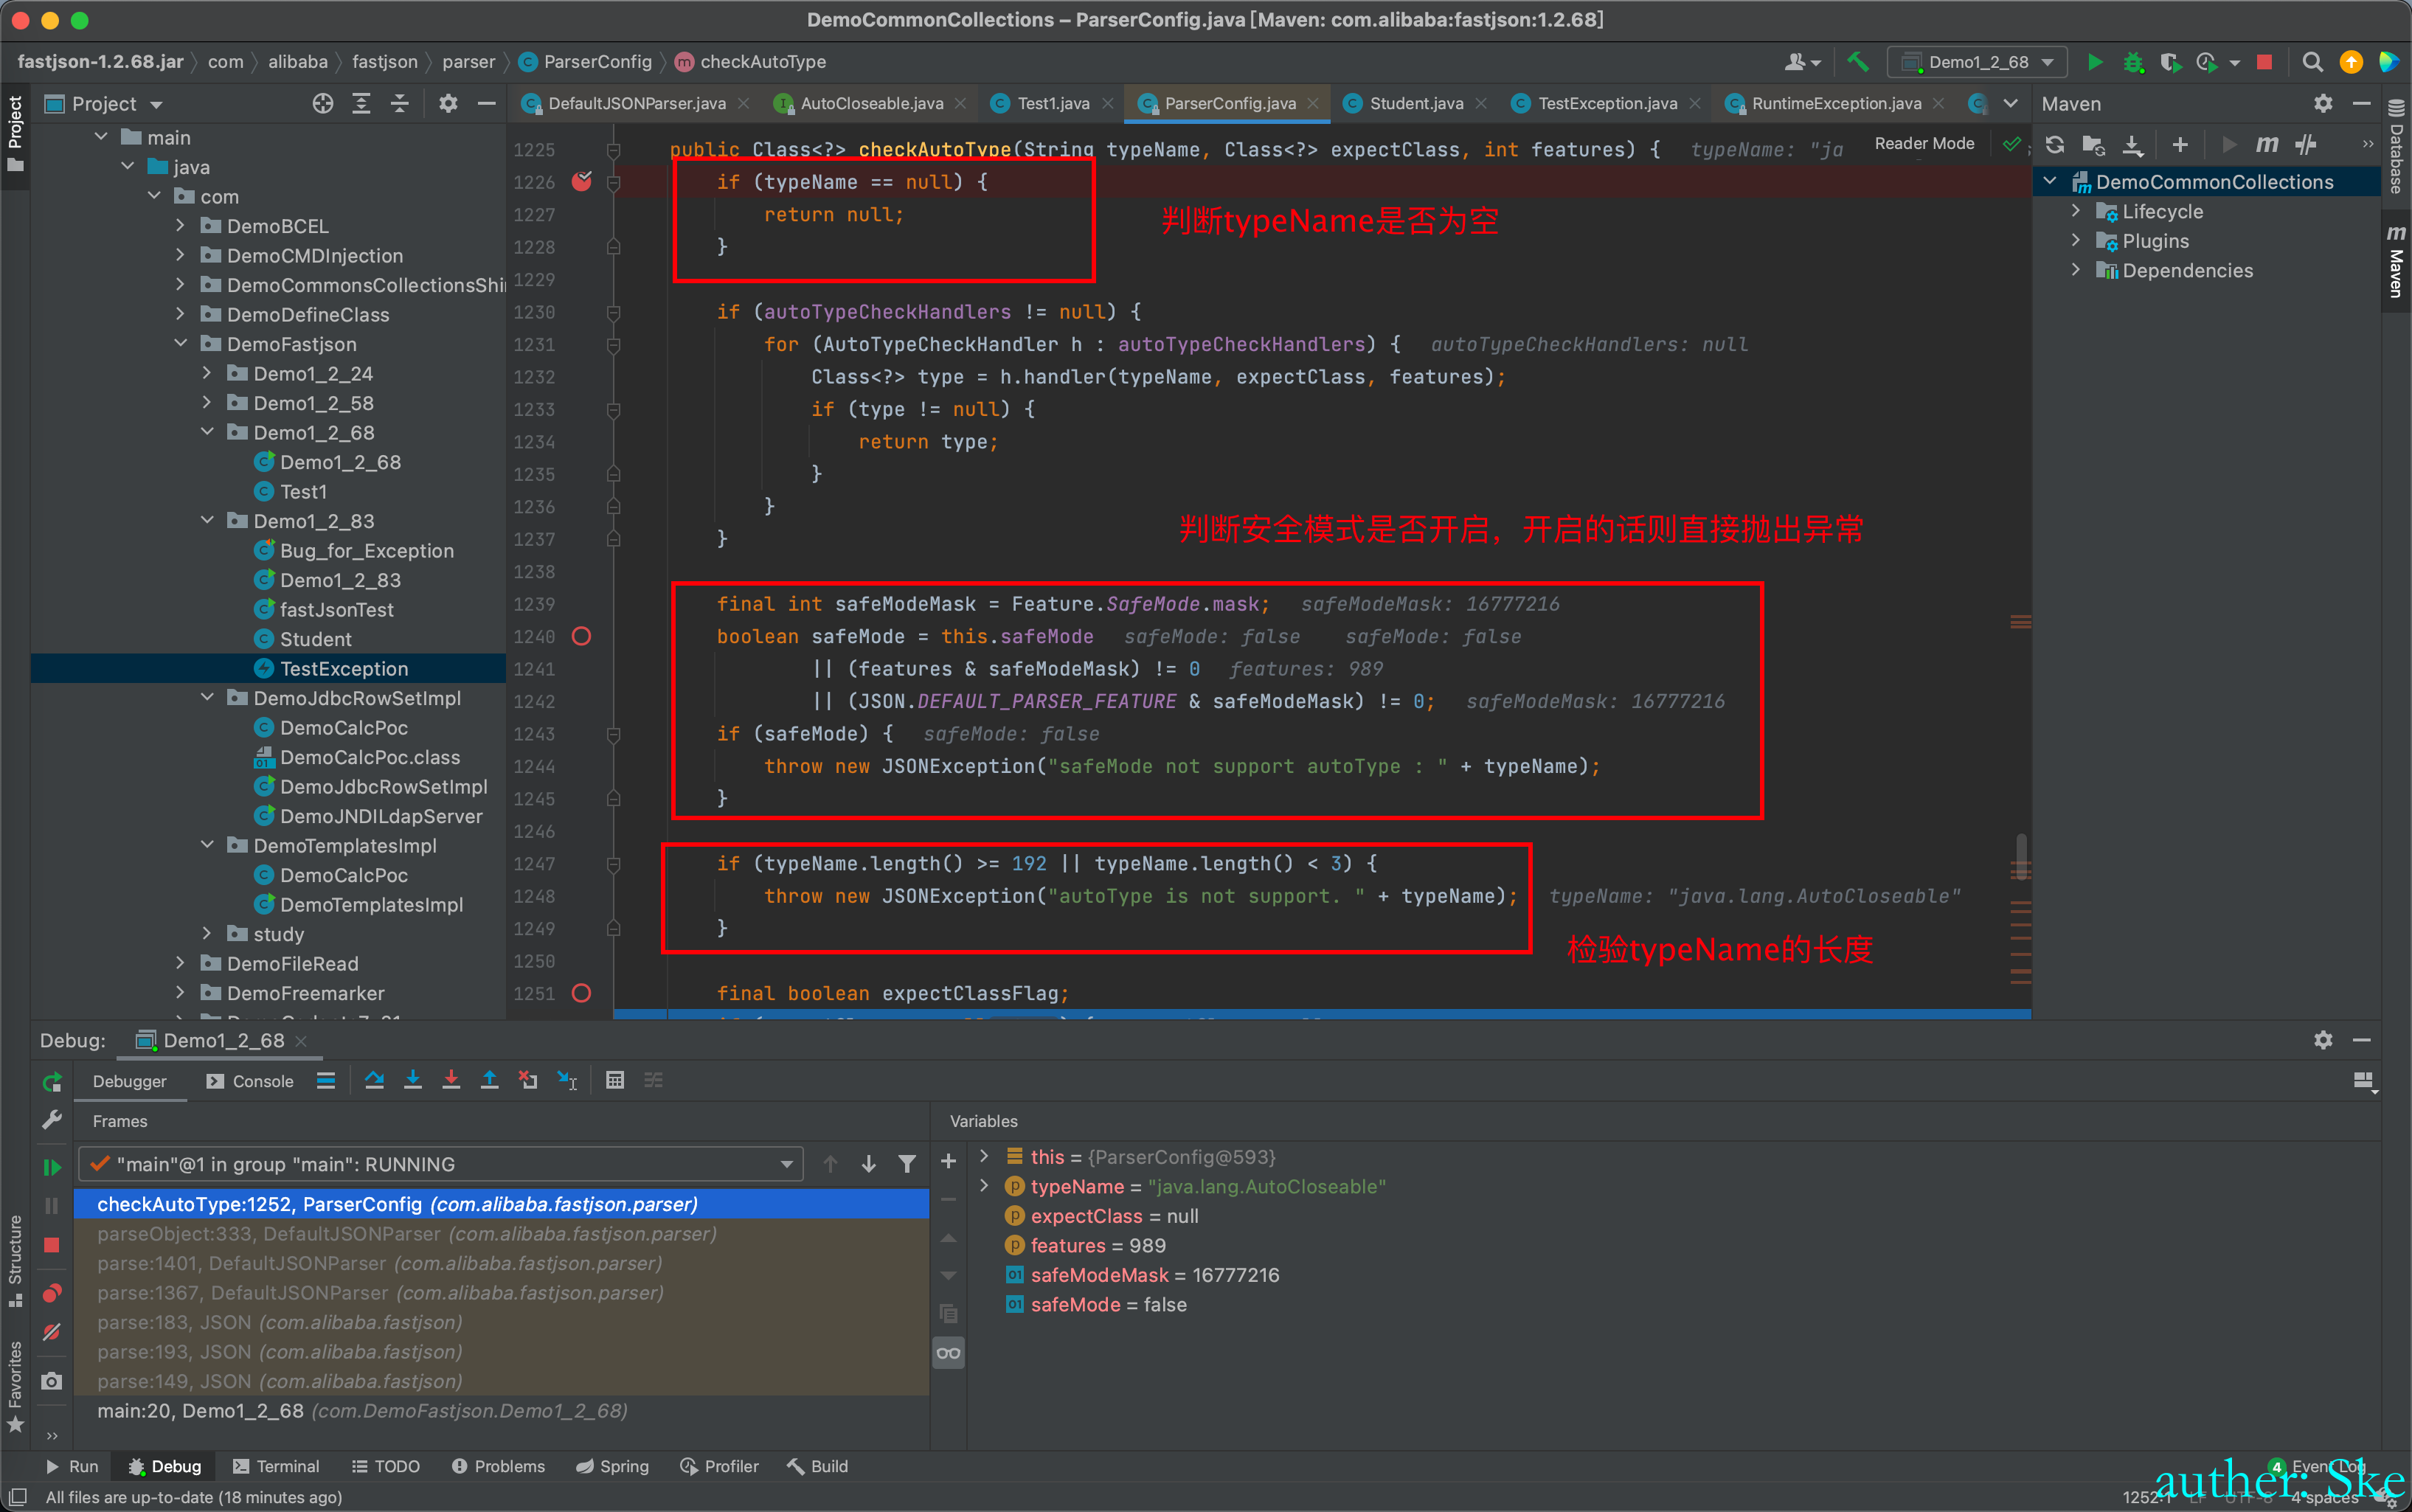 DemoCommonCollections – ParserConfig.java [Maven: com.alibaba:fastjson:1.2.68]
fastjson-1.2.68.jar com alibaba fastjson parser ParserConfig checkAutoType
Demo1_2_68
Project
DefaultJSONParser.java AutoCloseable.java Test1.java ParserConfig.java Student.java TestException.java RuntimeException.java
Maven
Project
Structure
Favorites
Database
Maven
main
java
com
DemoBCEL
DemoCMDInjection
DemoCommonsCollectionsShi
DemoDefineClass
DemoFastjson
Demo1_2_24
Demo1_2_58
Demo1_2_68
Demo1_2_68
Test1
Demo1_2_83
Bug_for_Exception
Demo1_2_83
fastJsonTest
Student
TestException
DemoJdbcRowSetImpl
DemoCalcPoc
DemoCalcPoc.class
DemoJdbcRowSetImpl
DemoJNDILdapServer
DemoTemplatesImpl
DemoCalcPoc
DemoTemplatesImpl
study
DemoFileRead
DemoFreemarker
Reader Mode
1225 public Class<?> checkAutoType(String typeName, Class<?> expectClass, int features) { typeName: "ja
1226 if (typeName == null) {
1227 return null;
判断typeName是否为空
1228 }
1229
1230 if (autoTypeCheckHandlers != null) {
1231 for (AutoTypeCheckHandler h : autoTypeCheckHandlers) { autoTypeCheckHandlers: null
1232 Class<?> type = h.handler(typeName, expectClass, features);
1233 if (type != null) {
1234 return type;
1235 }
1236 }
判断安全模式是否开启，开启的话则直接抛出异常
1237 }
1238
1239 final int safeModeMask = Feature.SafeMode.mask; safeModeMask: 16777216
1240 boolean safeMode = this.safeMode safeMode: false safeMode: false
1241 || (features & safeModeMask) != 0 features: 989
1242 || (JSON.DEFAULT_PARSER_FEATURE & safeModeMask) != 0; safeModeMask: 16777216
1243 if (safeMode) { safeMode: false
1244 throw new JSONException("safeMode not support autoType : " + typeName);
1245 }
1246
1247 if (typeName.length() >= 192 || typeName.length() < 3) {
1248 throw new JSONException("autoType is not support. " + typeName); typeName: "java.lang.AutoCloseable"
1249 }
检验typeName的长度
1250
1251 final boolean expectClassFlag;
DemoCommonCollections
Lifecycle
Plugins
Dependencies
Debug: Demo1_2_68
Debugger Console
Frames
Variables
"main"@1 in group "main": RUNNING
checkAutoType:1252, ParserConfig (com.alibaba.fastjson.parser)
parseObject:333, DefaultJSONParser (com.alibaba.fastjson.parser)
parse:1401, DefaultJSONParser (com.alibaba.fastjson.parser)
parse:1367, DefaultJSONParser (com.alibaba.fastjson.parser)
parse:183, JSON (com.alibaba.fastjson)
parse:193, JSON (com.alibaba.fastjson)
parse:149, JSON (com.alibaba.fastjson)
main:20, Demo1_2_68 (com.DemoFastjson.Demo1_2_68)
this = {ParserConfig@593}
typeName = "java.lang.AutoCloseable"
expectClass = null
features = 989
safeModeMask = 16777216
safeMode = false
Run Debug Terminal TODO Problems Spring Profiler Build
4 Event Log
auther: Ske
All files are up-to-date (18 minutes ago)
1252:1 LF UTF-8 4 spaces